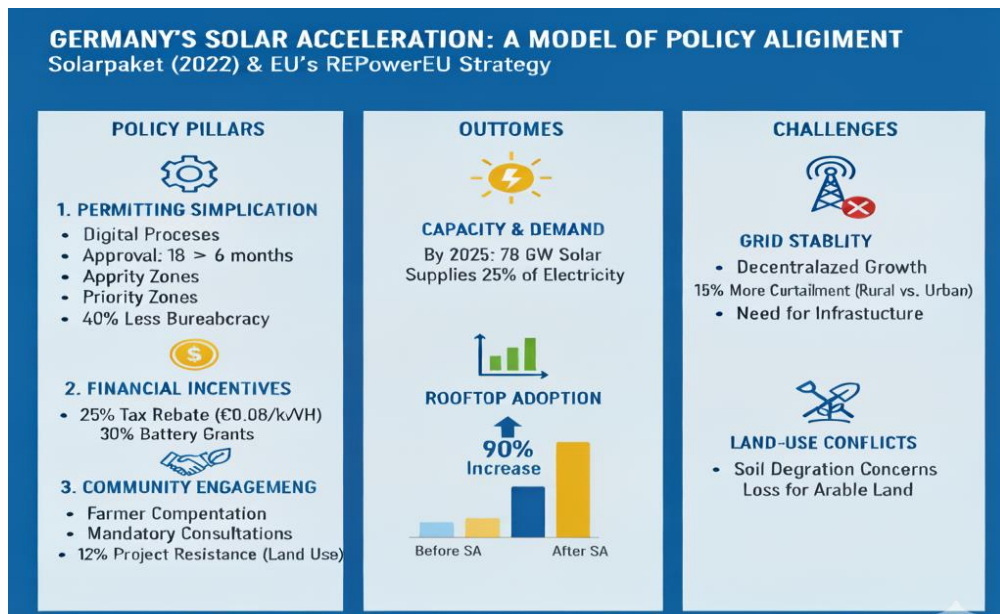 GERMANY'S SOLAR ACCELERATION: A MODEL OF POLICY ALIGIMENT
Solarpaket (2022) & EU's REPowerEU Strategy
POLICY PILLARS
1. PERMITTING SIMPLICATION
• Digital Proceses
• Approval: 18 > 6 months
• Apprity Zones
• Priority Zones
• 40% Less Bureabcracy
$
2. FINANCIAL INCENTIVES
• 25% Tax Rebate (€0.08/kVVH)
30% Battery Grants
3. COMMUNITY ENGAGEMENG
• Farmer Compentation
• Mandatory Consultations
• 12% Project Resistance (Land Use)
OUTTOMES
CAPACITY & DEMAND
By 2025: 78 GW Solar
Supplies 25% of Electricity
ROOFTOP ADOPTION
90%
Increase
Before SA
After SA
CHALLENGES
GRID STABLITY
• Decentralazed Growth
15% More Curtailment (Rural vs. Urban)
• Need for Infrastucture
LAND-USE CONFLICTS
• Soil Degration Concerns
Loss for Arable Land